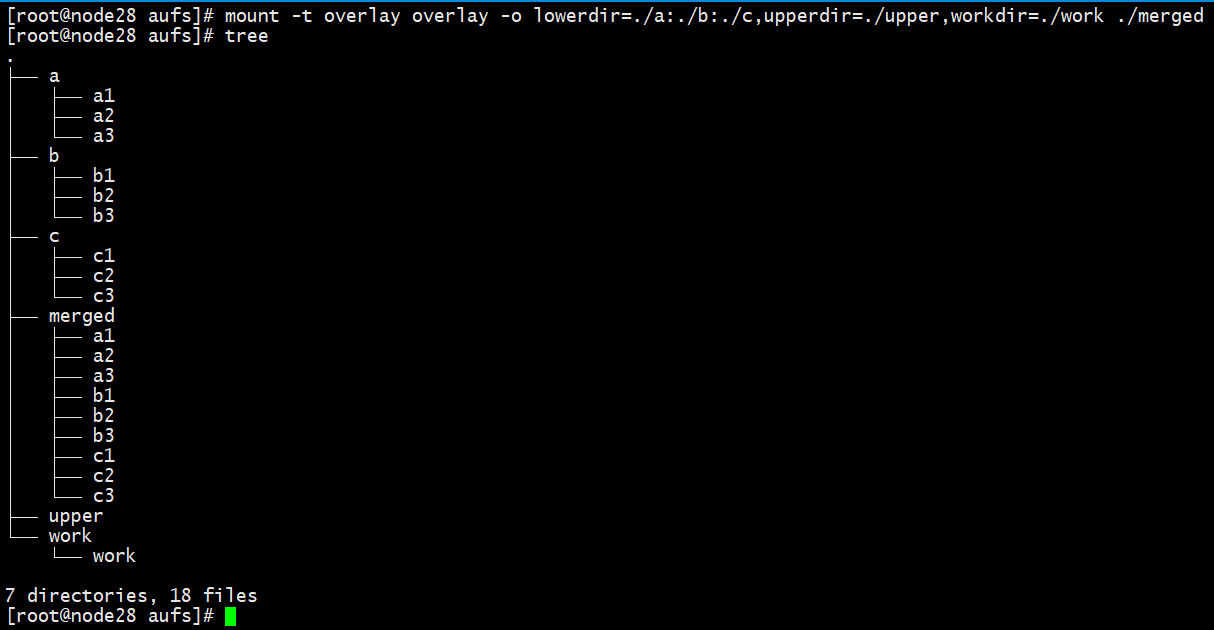 [root@node28 aufs]# mount -t overlay overlay -o lowerdir=./a:./b:./c,upperdir=./upper,workdir=./work ./merged
[root@node28 aufs]# tree
.
├── a
│   ├── a1
│   ├── a2
│   └── a3
├── b
│   ├── b1
│   ├── b2
│   └── b3
├── c
│   ├── c1
│   ├── c2
│   └── c3
├── merged
│   ├── a1
│   ├── a2
│   ├── a3
│   ├── b1
│   ├── b2
│   ├── b3
│   ├── c1
│   ├── c2
│   └── c3
├── upper
└── work
    └── work
7 directories, 18 files
[root@node28 aufs]#